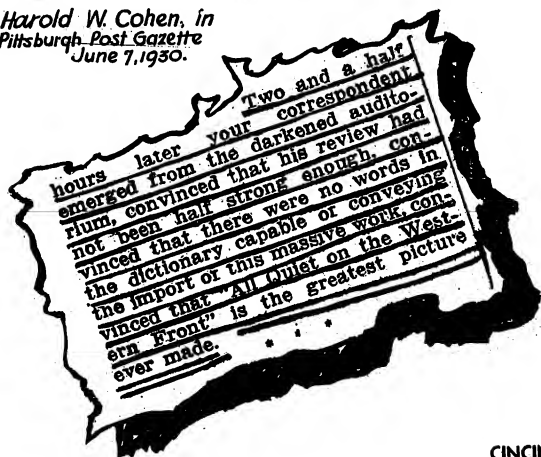 Harold W. Cohen, in
Pittsburgh Post Gazette
June 7, 1930.
Two and a half
hours later your correspondent
emerged from the darkened audito-
rium, convinced that his review had
not been half strong enough, con-
vinced that there were no words in
the dictionary capable of conveying
the import of this massive work, con-
vinced that "All Quiet on the West-
ern Front" is the greatest picture
ever made.
* * *